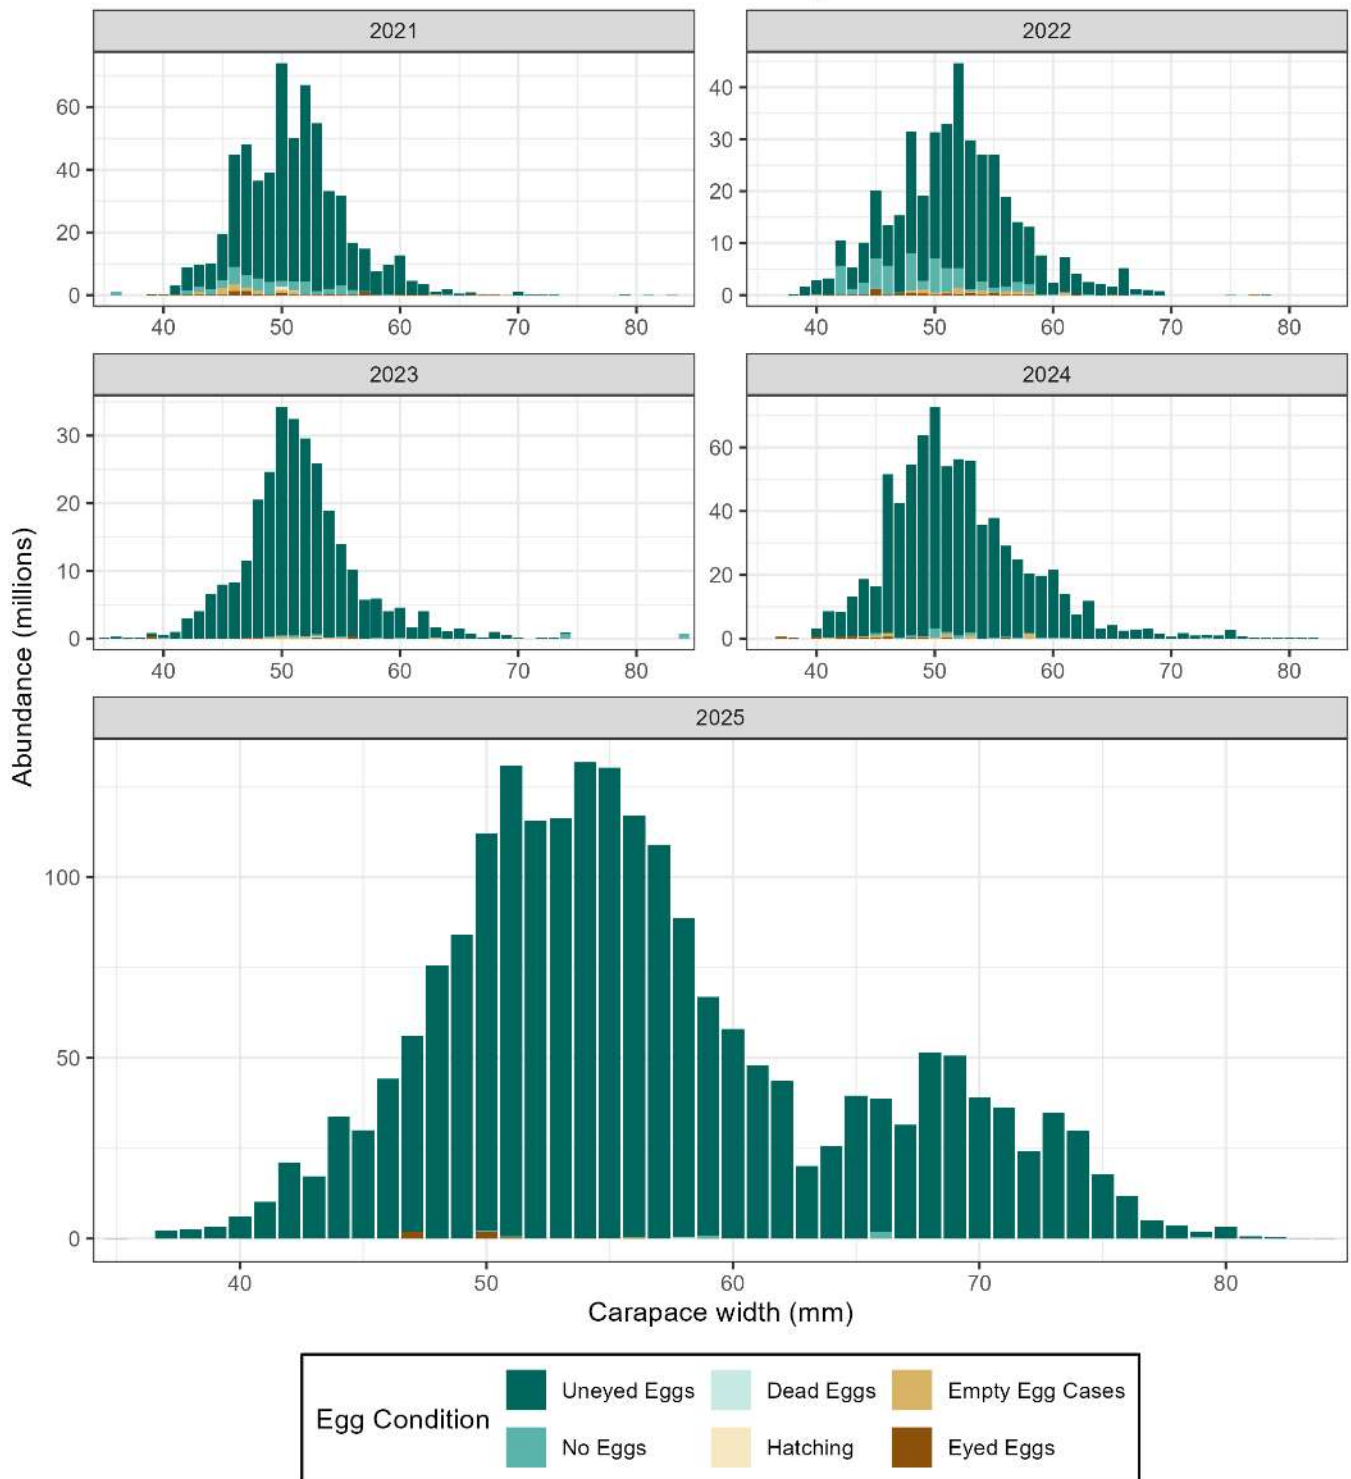 2021
2022
60
40
20
0
40 50 60 70 80
40
30
20
10
0
40 50 60 70 80
2023
2024
30
20
10
0
40 50 60 70 80
60
40
20
0
40 50 60 70 80
Abundance (millions)
2025
100
50
0
40 50 60 70 80
Carapace width (mm)
Egg Condition
Uneyed Eggs
Dead Eggs
Empty Egg Cases
No Eggs
Hatching
Eyed Eggs